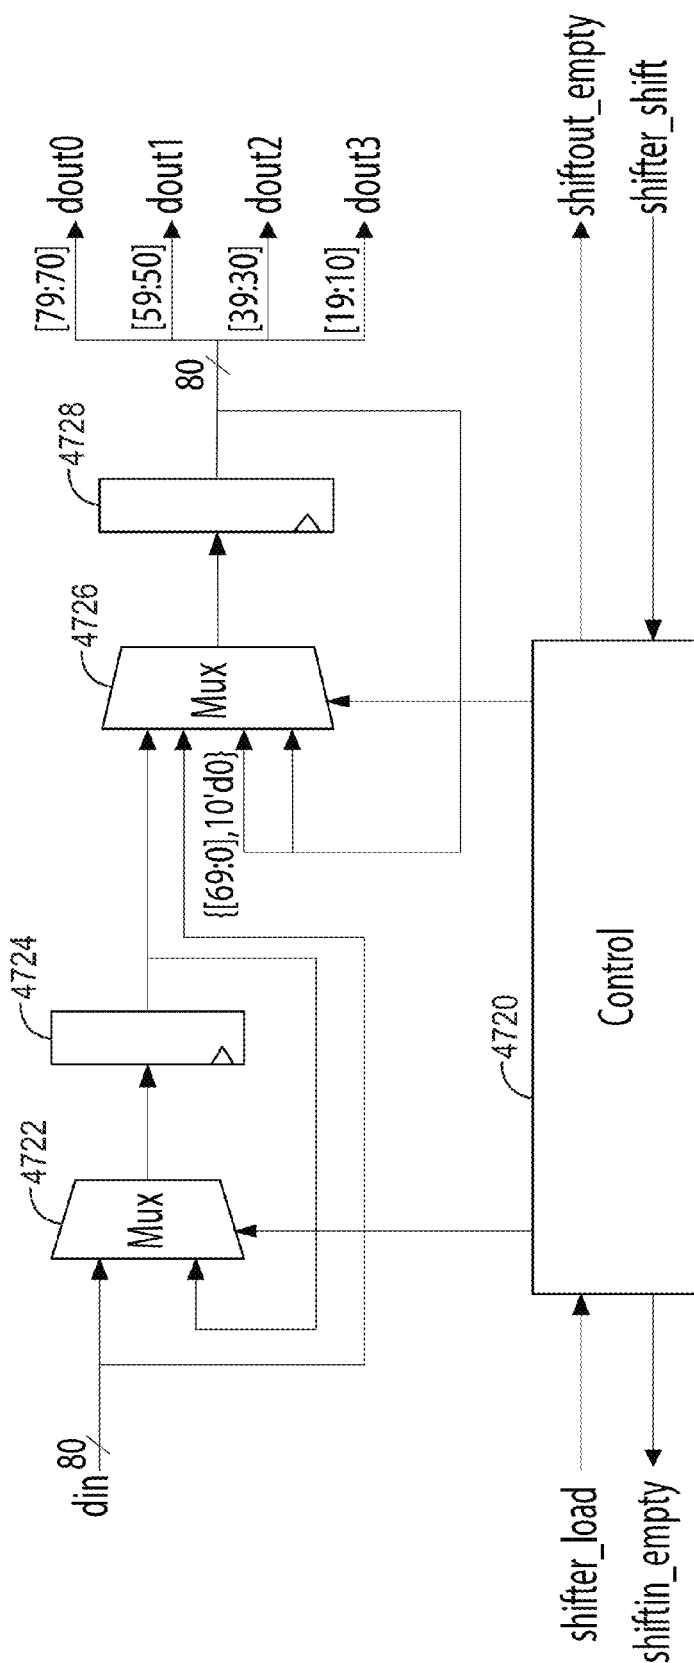 din
80
Mux
4722
4724
{[69:0],10'd0}
Mux
4726
4728
80
[79:70]
dout0
[59:50]
dout1
[39:30]
dout2
[19:10]
dout3
4720
Control
shifter_load
shiftin_empty
shiftout_empty
shifter_shift